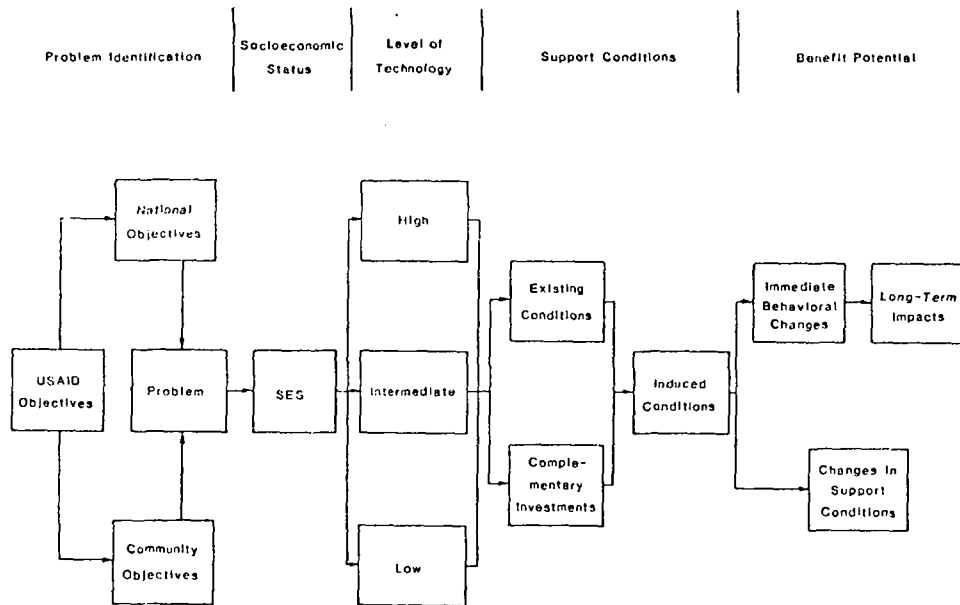 Problem Identification
Socioeconomic
Status
Level of
Technology
Support Conditions
Benefit Potential
National
Objectives
USAID
Objectives
Problem
Community
Objectives
SES
High
Intermediate
Low
Existing
Conditions
Comple-
mentary
Investments
Induced
Conditions
Immediate
Behavioral
Changes
Long-Term
Impacts
Changes In
Support
Conditions